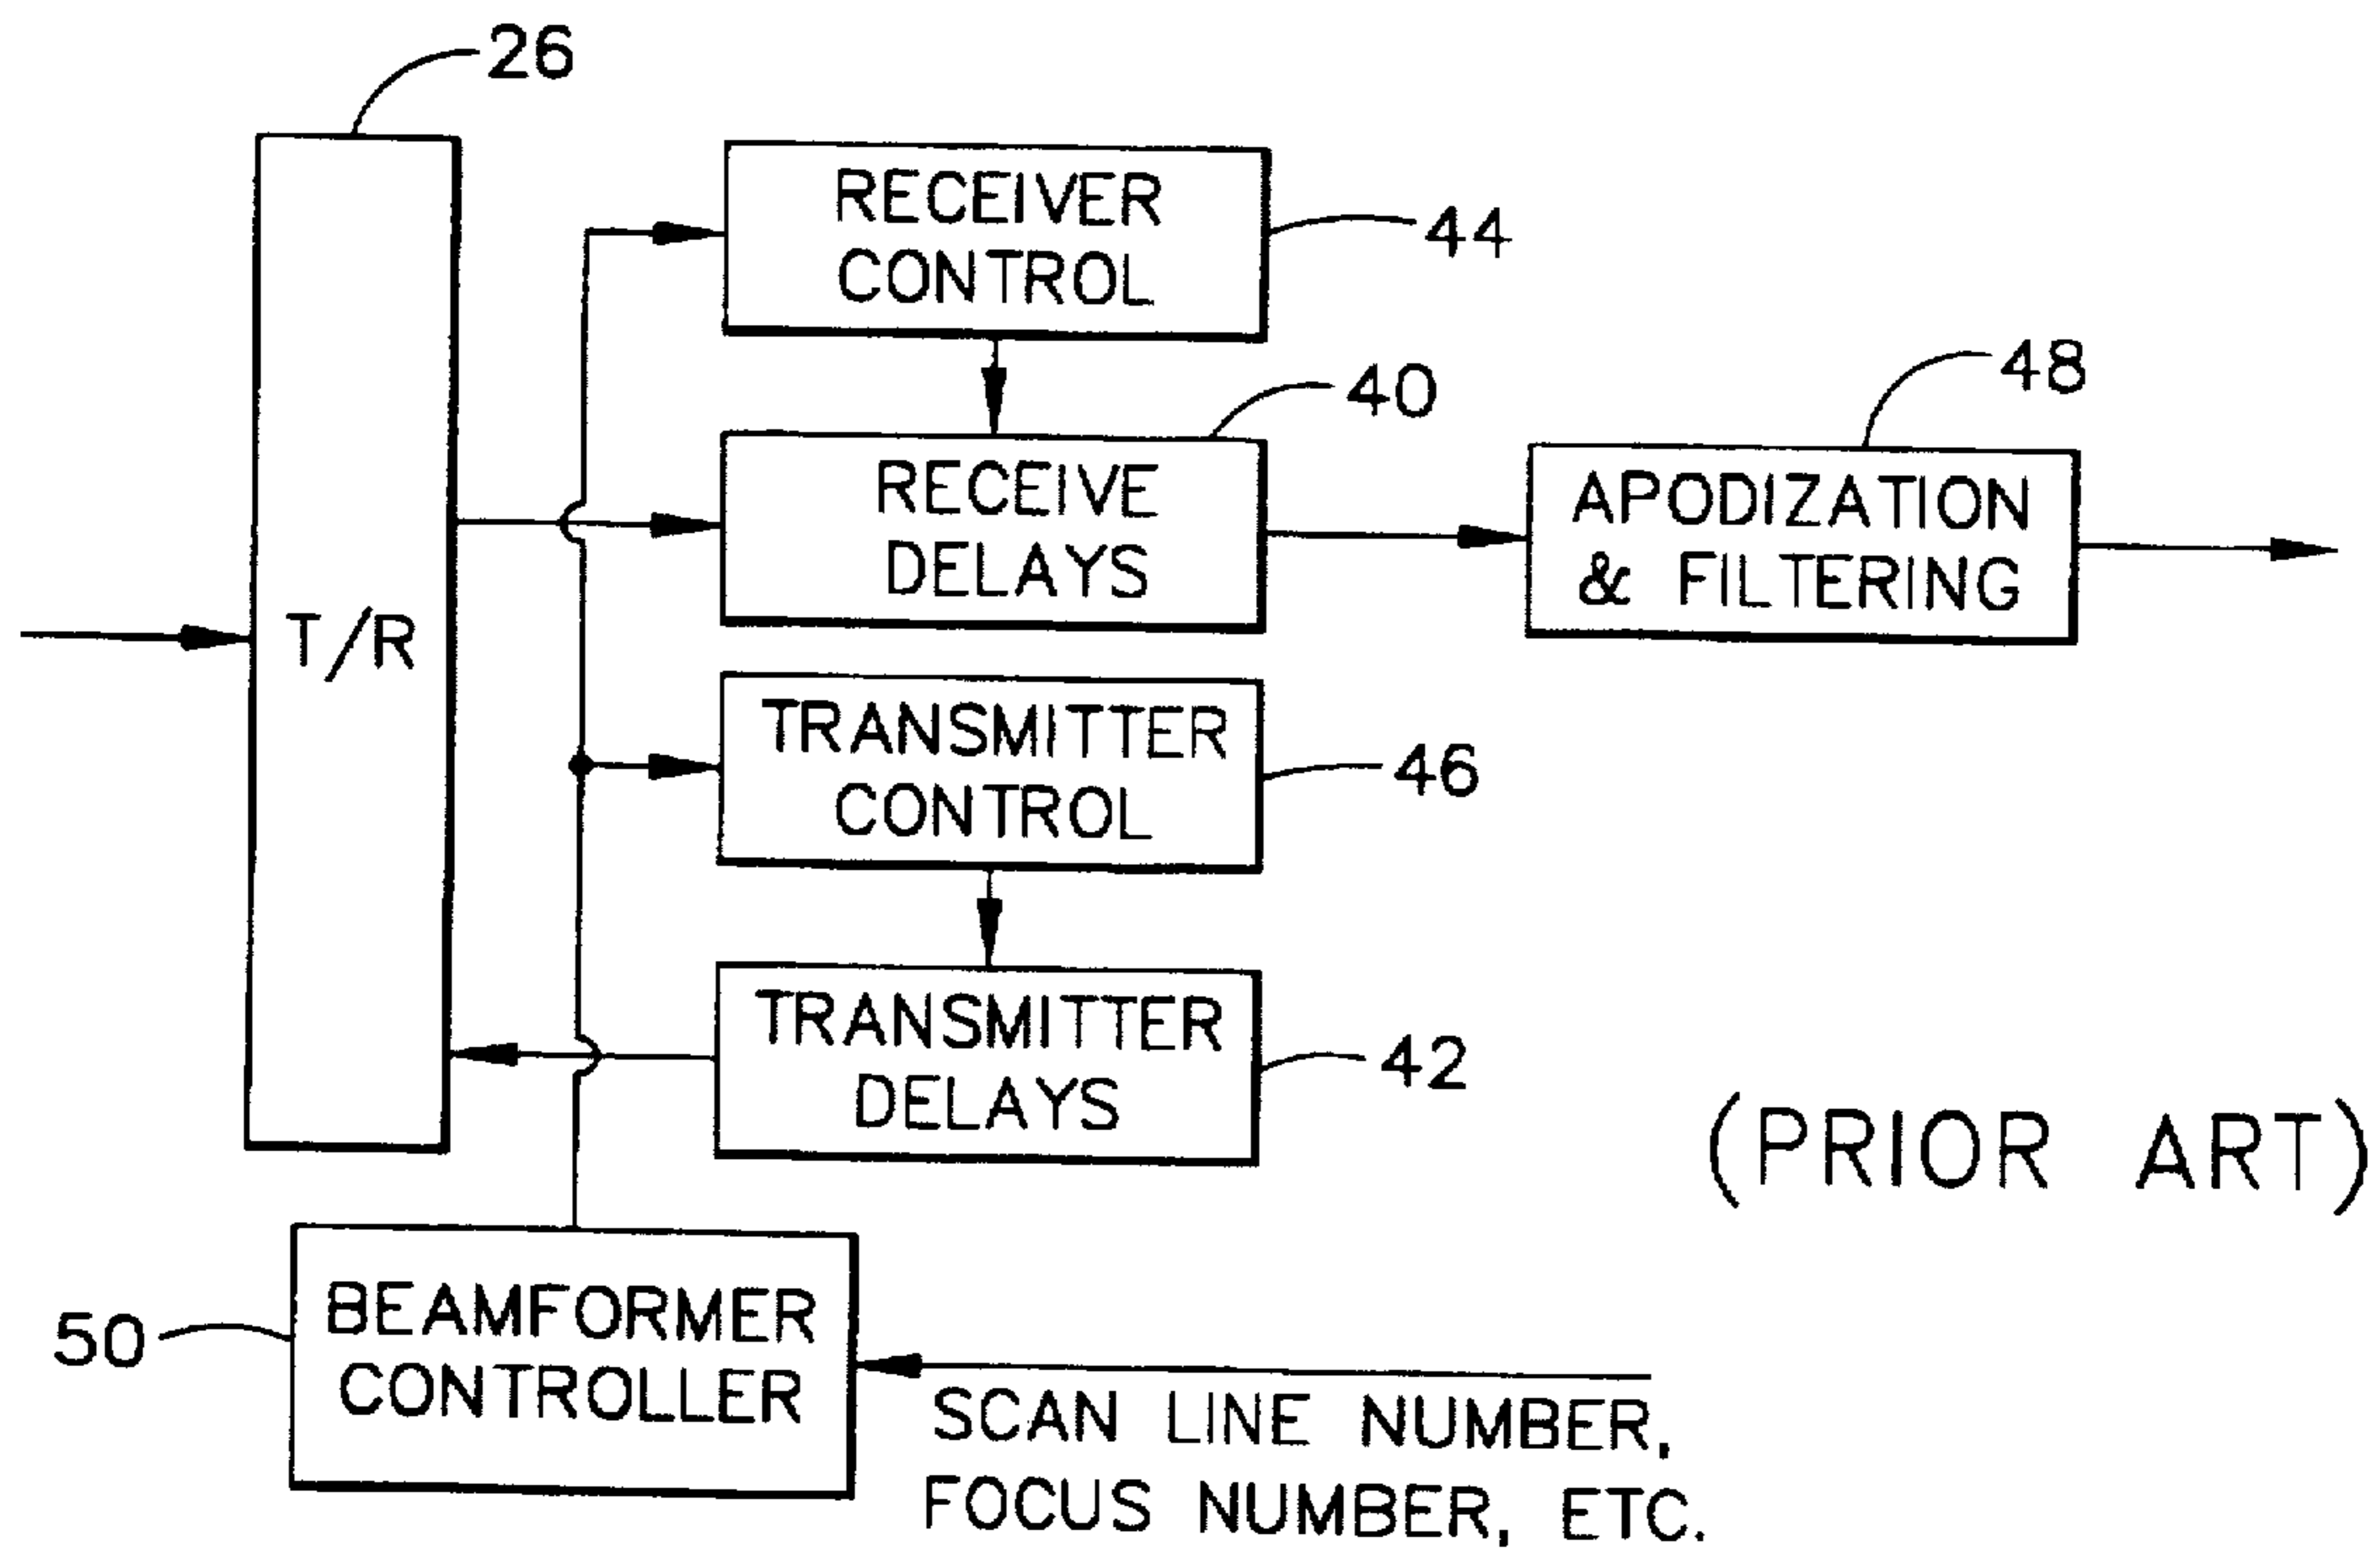 26
RECEIVER
CONTROL
44
40
48
RECEIVE
DELAYS
APODIZATION
& FILTERING
T/R
TRANSMITTER
CONTROL
46
TRANSMITTER
DELAYS
42
(PRIOR ART)
50
BEAMFORMER
CONTROLLER
SCAN LINE NUMBER,
FOCUS NUMBER, ETC.